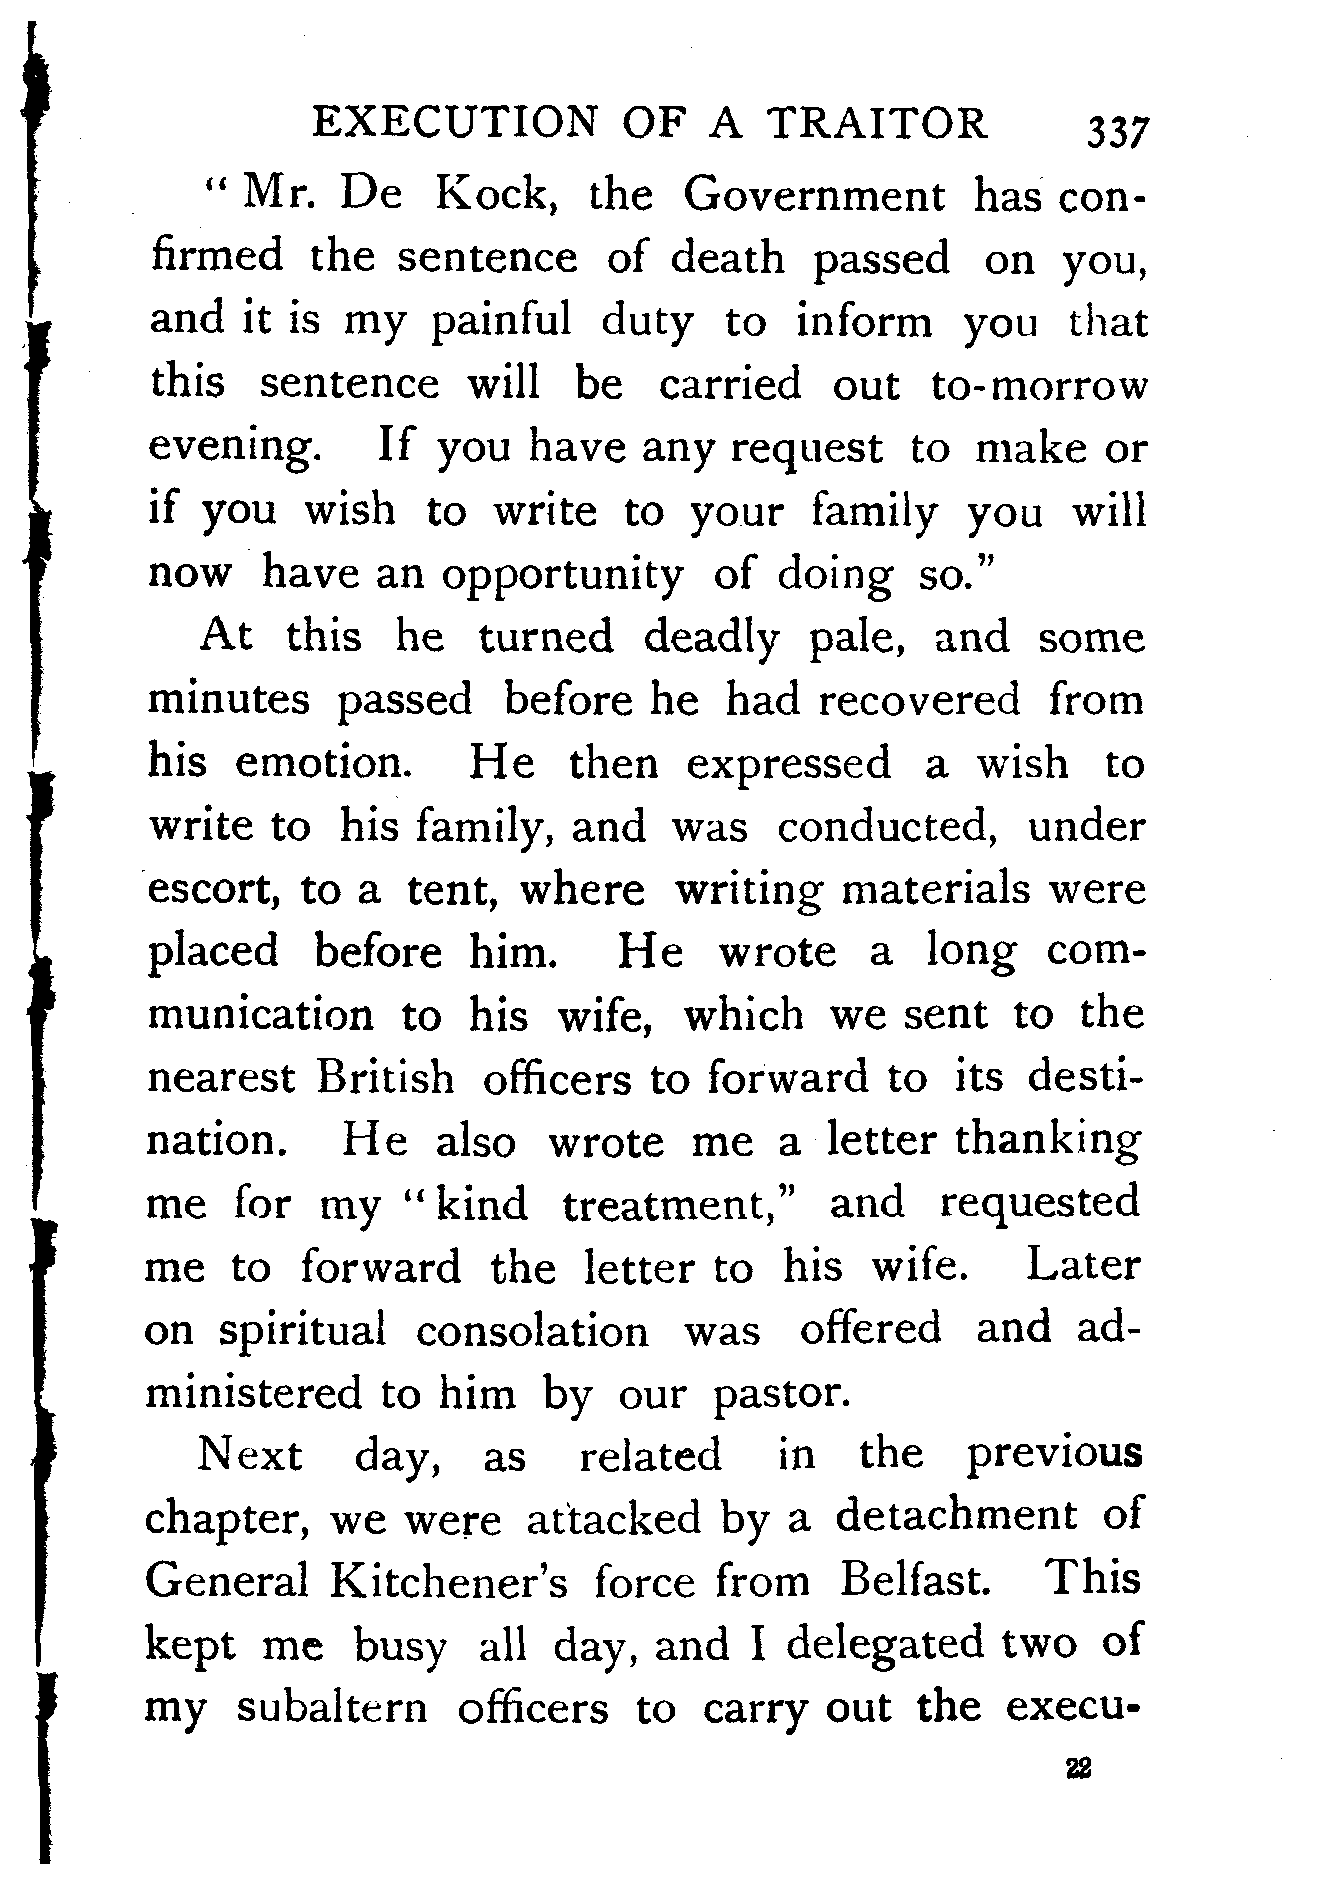 EXECUTION OF A TRAITOR 337
“ Mr. De Kock, the Government has con-
firmed the sentence of death passed on you,
and it is my painful duty to inform you that
this sentence will be carried out to-morrow
evening. If you have any request to make or
if you wish to write to your family you will
now have an opportunity of doing so.”
At this he turned deadly pale, and some
minutes passed before he had recovered from
his emotion. He then expressed a wish to
write to his family, and was conducted, under
escort, to a tent, where writing materials were
placed before him. He wrote a long com-
munication to his wife, which we sent to the
nearest British officers to forward to its desti-
nation. He also wrote me a letter thanking
me for my “ kind treatment,” and requested
me to forward the letter to his wife. Later
on spiritual consolation was offered and ad-
ministered to him by our pastor.
Next day, as related in the previous
chapter, we were attacked by a detachment of
General Kitchener's force from Belfast. This
kept me busy all day, and I delegated two of
my subaltern officers to carry out the execu-
22